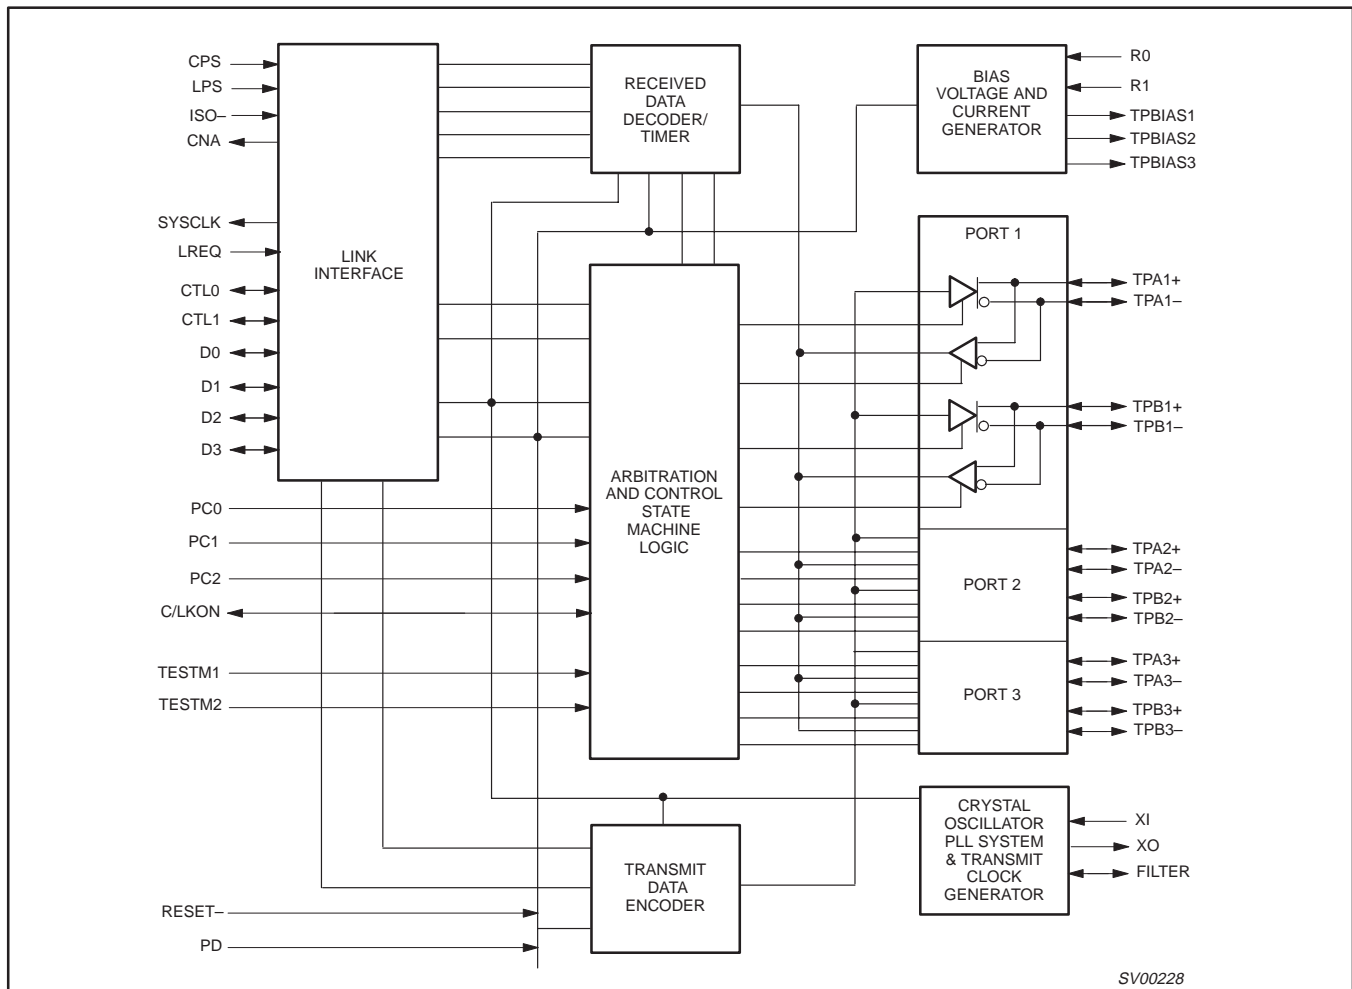 CPS
LPS
ISO–
CNA
SYSCLK
LREQ
CTL0
CTL1
D0
D1
D2
D3
PC0
PC1
PC2
C/LKON
TESTM1
TESTM2
RESET–
PD
LINK
INTERFACE
RECEIVED
DATA
DECODER/
TIMER
ARBITRATION
AND CONTROL
STATE
MACHINE
LOGIC
TRANSMIT
DATA
ENCODER
BIAS
VOLTAGE AND
CURRENT
GENERATOR
R0
R1
TPBIAS1
TPBIAS2
TPBIAS3
PORT 1
TPA1+
TPA1–
TPB1+
TPB1–
PORT 2
TPA2+
TPA2–
TPB2+
TPB2–
PORT 3
TPA3+
TPA3–
TPB3+
TPB3–
CRYSTAL
OSCILLATOR
PLL SYSTEM
& TRANSMIT
CLOCK
GENERATOR
XI
XO
FILTER
SV00228